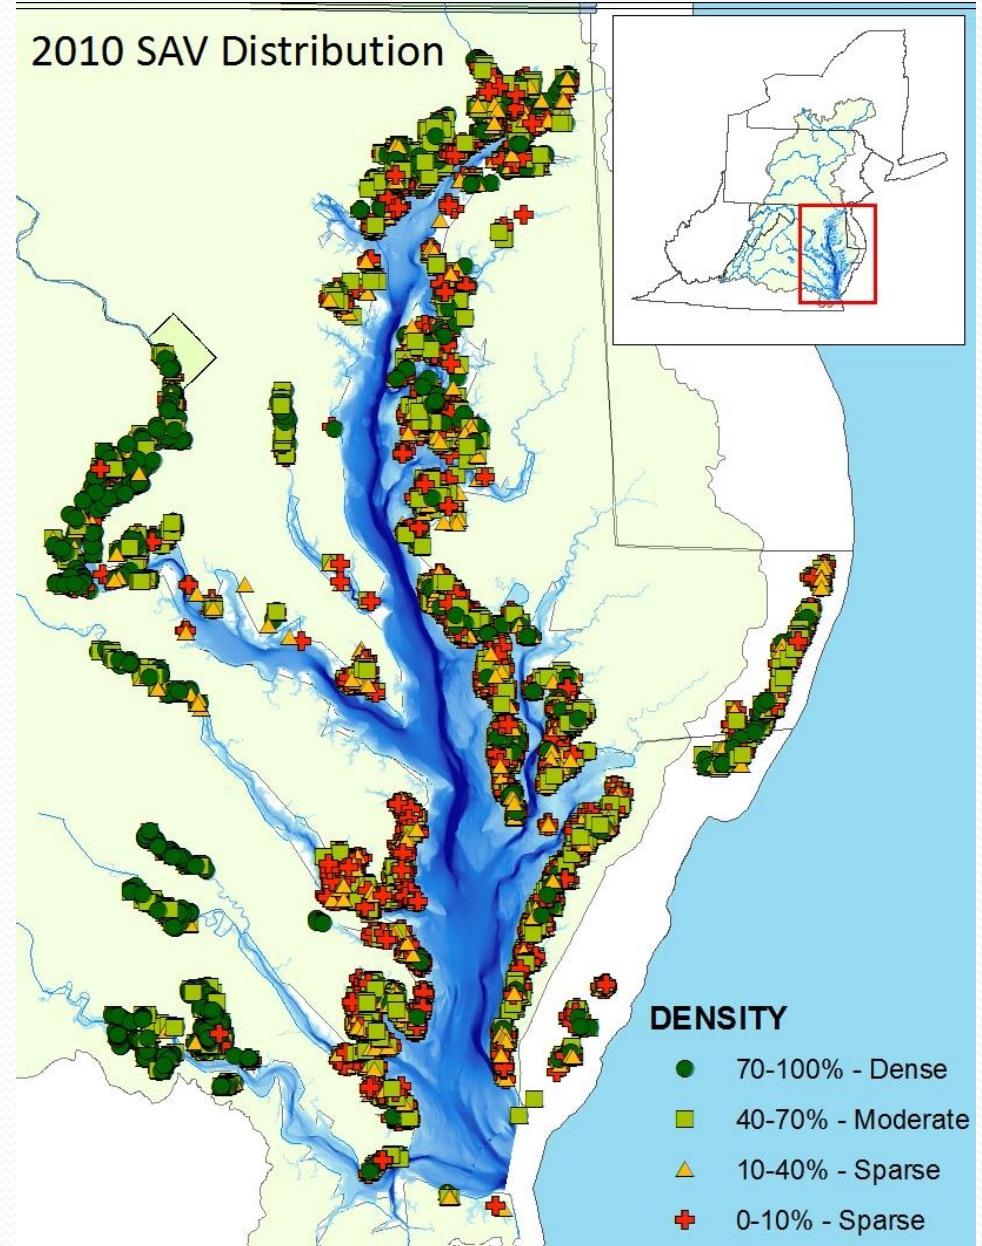 2010 SAV Distribution
DENSITY
70-100% - Dense
40-70% - Moderate
10-40% - Sparse
0-10% - Sparse